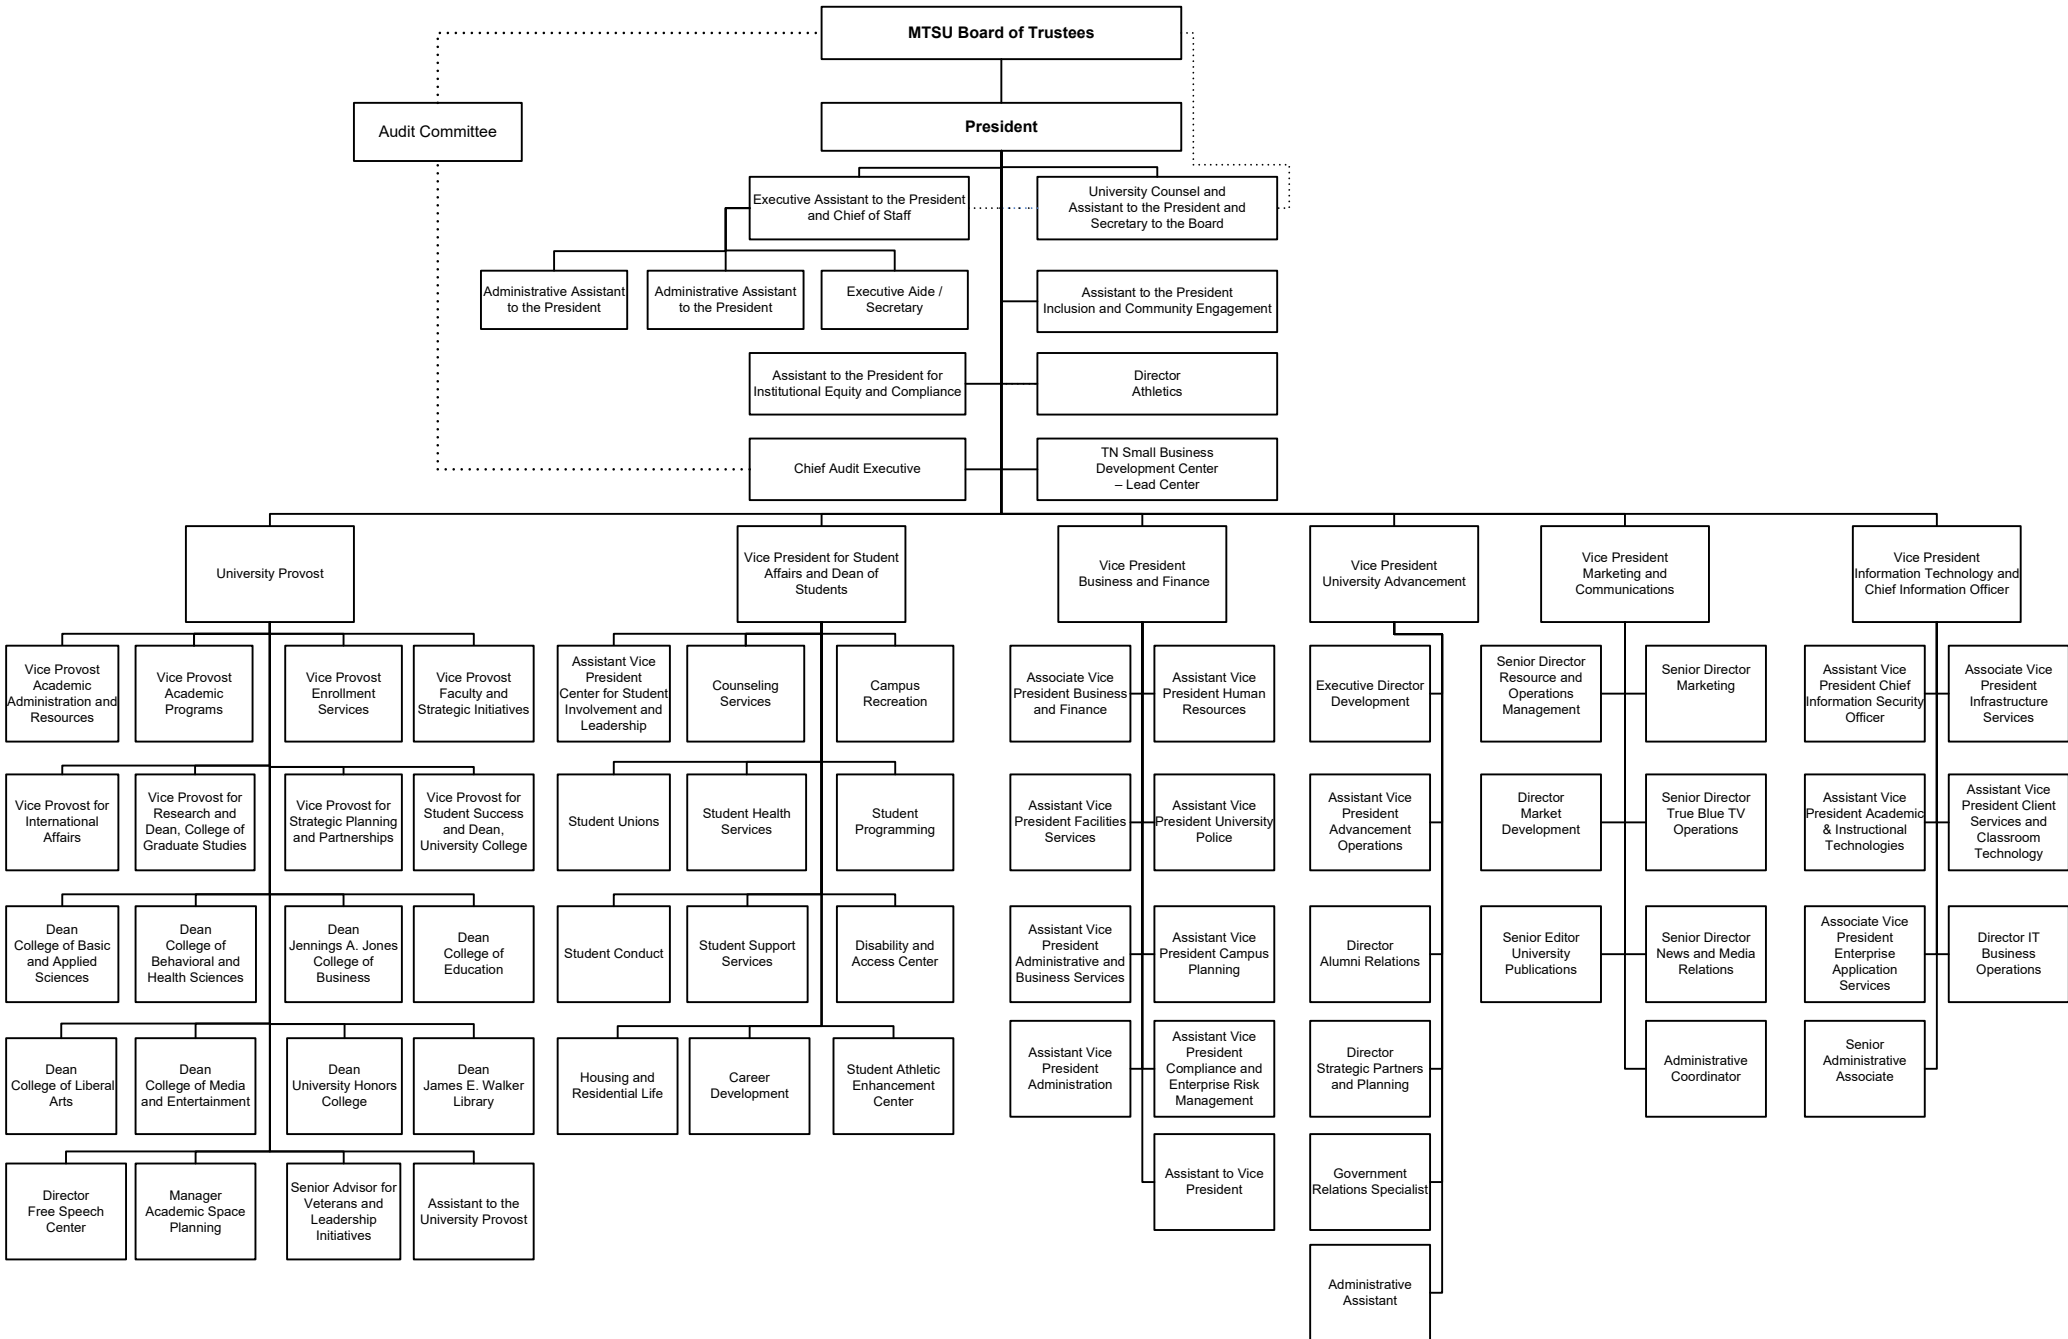 MTSU Board of Trustees
Audit Committee
President
Executive Assistant to the President
and Chief of Staff
University Counsel and
Assistant to the President and
Secretary to the Board
Administrative Assistant
to the President
Administrative Assistant
to the President
Executive Aide /
Secretary
Assistant to the President
Inclusion and Community Engagement
Assistant to the President for
Institutional Equity and Compliance
Director
Athletics
Chief Audit Executive
TN Small Business
Development Center
– Lead Center
University Provost
Vice President for Student
Affairs and Dean of
Students
Vice President
Business and Finance
Vice President
University Advancement
Vice President
Marketing and
Communications
Vice President
Information Technology and
Chief Information Officer
Vice Provost
Academic
Administration and
Resources
Vice Provost
Academic
Programs
Vice Provost
Enrollment
Services
Vice Provost
Faculty and
Strategic Initiatives
Assistant Vice
President
Center for Student
Involvement and
Leadership
Counseling
Services
Campus
Recreation
Associate Vice
President Business
and Finance
Assistant Vice
President Human
Resources
Executive Director
Development
Senior Director
Resource and
Operations
Management
Senior Director
Marketing
Assistant Vice
President Chief
Information Security
Officer
Associate Vice
President
Infrastructure
Services
Vice Provost for
International
Affairs
Vice Provost for
Research and
Dean, College of
Graduate Studies
Vice Provost for
Strategic Planning
and Partnerships
Vice Provost for
Student Success
and Dean,
University College
Student Unions
Student Health
Services
Student
Programming
Assistant Vice
President Facilities
Services
Assistant Vice
President University
Police
Assistant Vice
President
Advancement
Operations
Director
Market
Development
Senior Director
True Blue TV
Operations
Assistant Vice
President Academic
& Instructional
Technologies
Assistant Vice
President Client
Services and
Classroom
Technology
Dean
College of Basic
and Applied
Sciences
Dean
College of
Behavioral and
Health Sciences
Dean
Jennings A. Jones
College of
Business
Dean
College of
Education
Student Conduct
Student Support
Services
Disability and
Access Center
Assistant Vice
President
Administrative and
Business Services
Assistant Vice
President Campus
Planning
Director
Alumni Relations
Senior Editor
University
Publications
Senior Director
News and Media
Relations
Associate Vice
President
Enterprise
Application
Services
Director IT
Business
Operations
Dean
College of Liberal
Arts
Dean
College of Media
and Entertainment
Dean
University Honors
College
Dean
James E. Walker
Library
Housing and
Residential Life
Career
Development
Student Athletic
Enhancement
Center
Assistant Vice
President
Administration
Assistant Vice
President
Compliance and
Enterprise Risk
Management
Director
Strategic Partners
and Planning
Administrative
Coordinator
Senior
Administrative
Associate
Director
Free Speech
Center
Manager
Academic Space
Planning
Senior Advisor for
Veterans and
Leadership
Initiatives
Assistant to the
University Provost
Assistant to Vice
President
Government
Relations Specialist
Administrative
Assistant